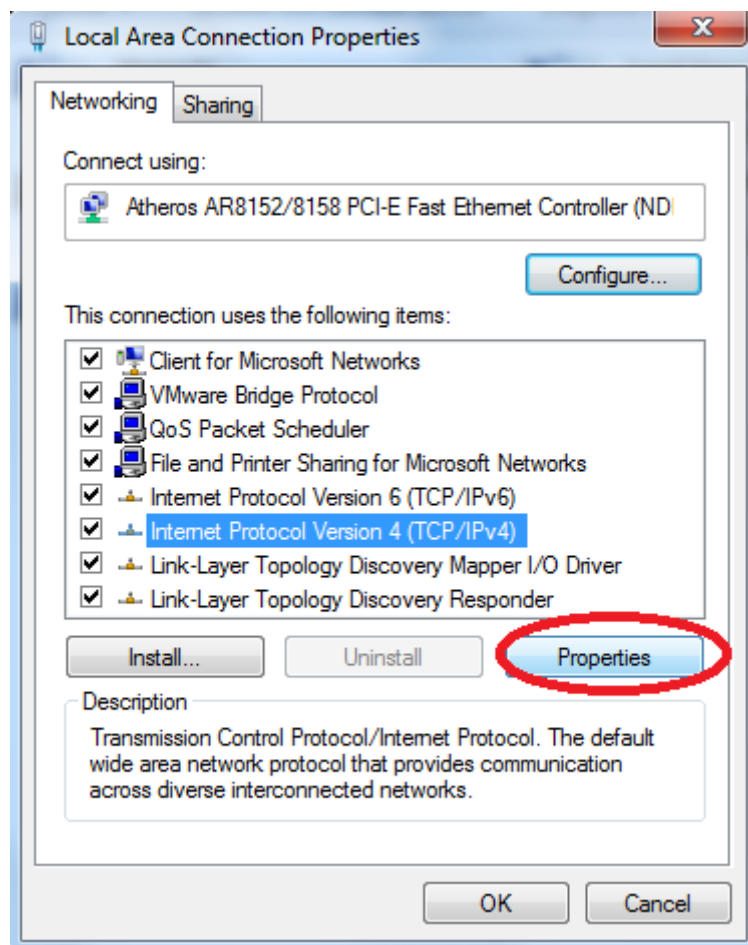 Local Area Connection Properties
Networking Sharing
Connect using:
Atheros AR8152/8158 PCI-E Fast Ethernet Controller (ND
Configure...
This connection uses the following items:
Client for Microsoft Networks
VMware Bridge Protocol
QoS Packet Scheduler
File and Printer Sharing for Microsoft Networks
Internet Protocol Version 6 (TCP/IPv6)
Internet Protocol Version 4 (TCP/IPv4)
Link-Layer Topology Discovery Mapper I/O Driver
Link-Layer Topology Discovery Responder
Install... Uninstall Properties
Description
Transmission Control Protocol/Internet Protocol. The default
wide area network protocol that provides communication
across diverse interconnected networks.
OK Cancel